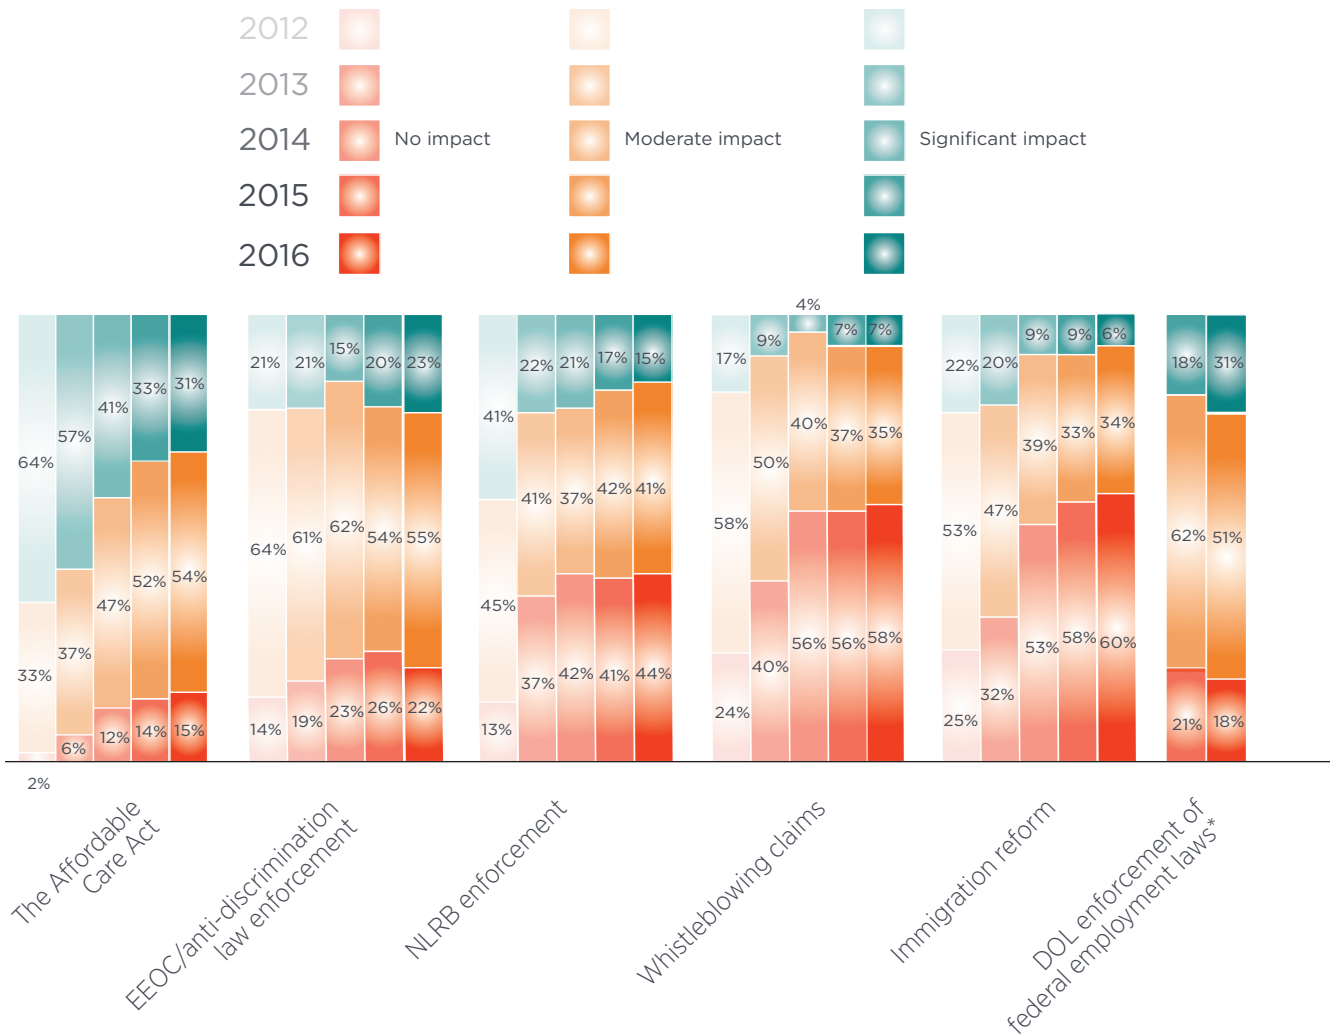 2012
2013
2014 No impact Moderate impact Significant impact
2015
2016
64% 57% 41% 33% 31%
33% 37% 47% 52% 54%
2% 6% 12% 14% 15%
The Affordable
Care Act
21% 21% 15% 20% 23%
64% 61% 62% 54% 55%
14% 19% 23% 26% 22%
EEOC/anti-discrimination
law enforcement
41% 22% 21% 17% 15%
45% 41% 37% 42% 41%
13% 37% 42% 41% 44%
NLRB enforcement
17% 9% 4% 7% 7%
58% 50% 40% 37% 35%
24% 40% 56% 56% 58%
Whistleblowing claims
22% 20% 9% 9% 6%
53% 47% 39% 33% 34%
25% 32% 53% 58% 60%
Immigration reform
18% 31%
62% 51%
21% 18%
DOL enforcement of
federal employment laws*